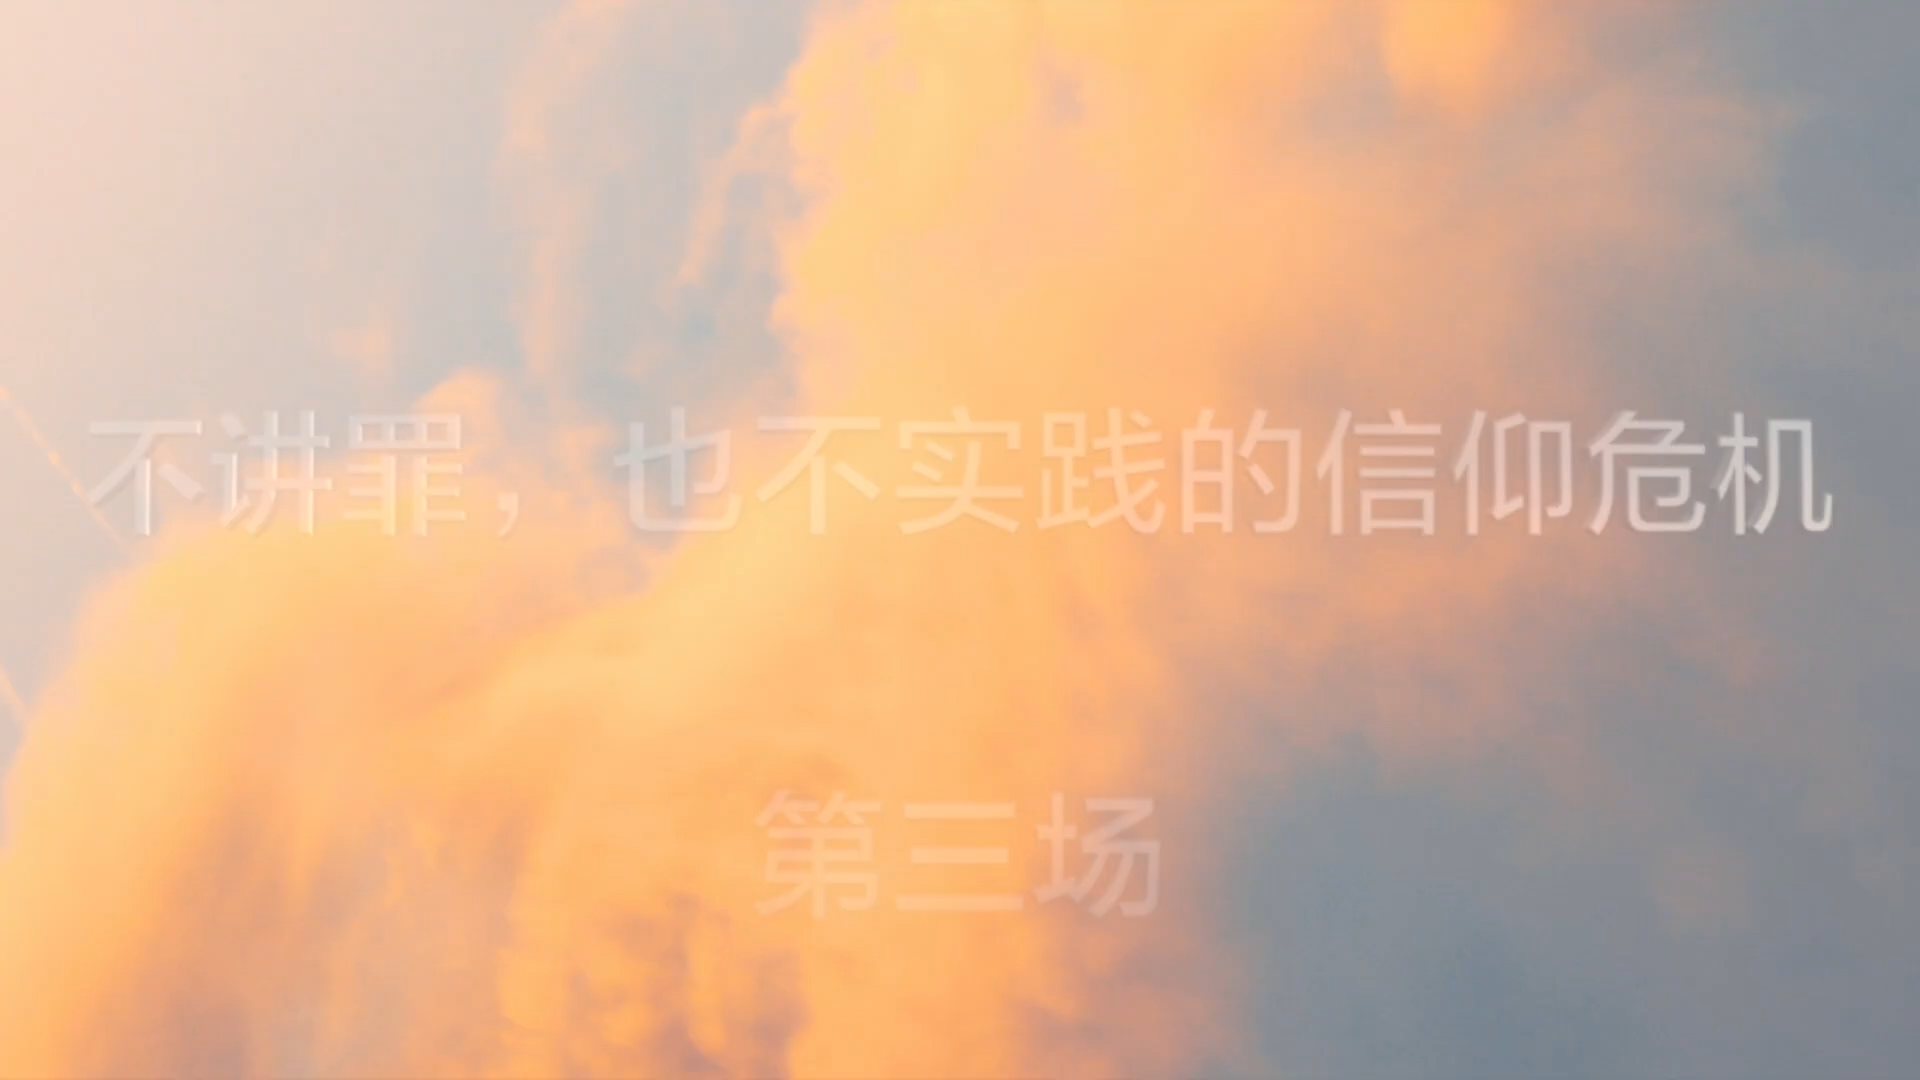 不讲罪，也不实践的信仰危机
第三场